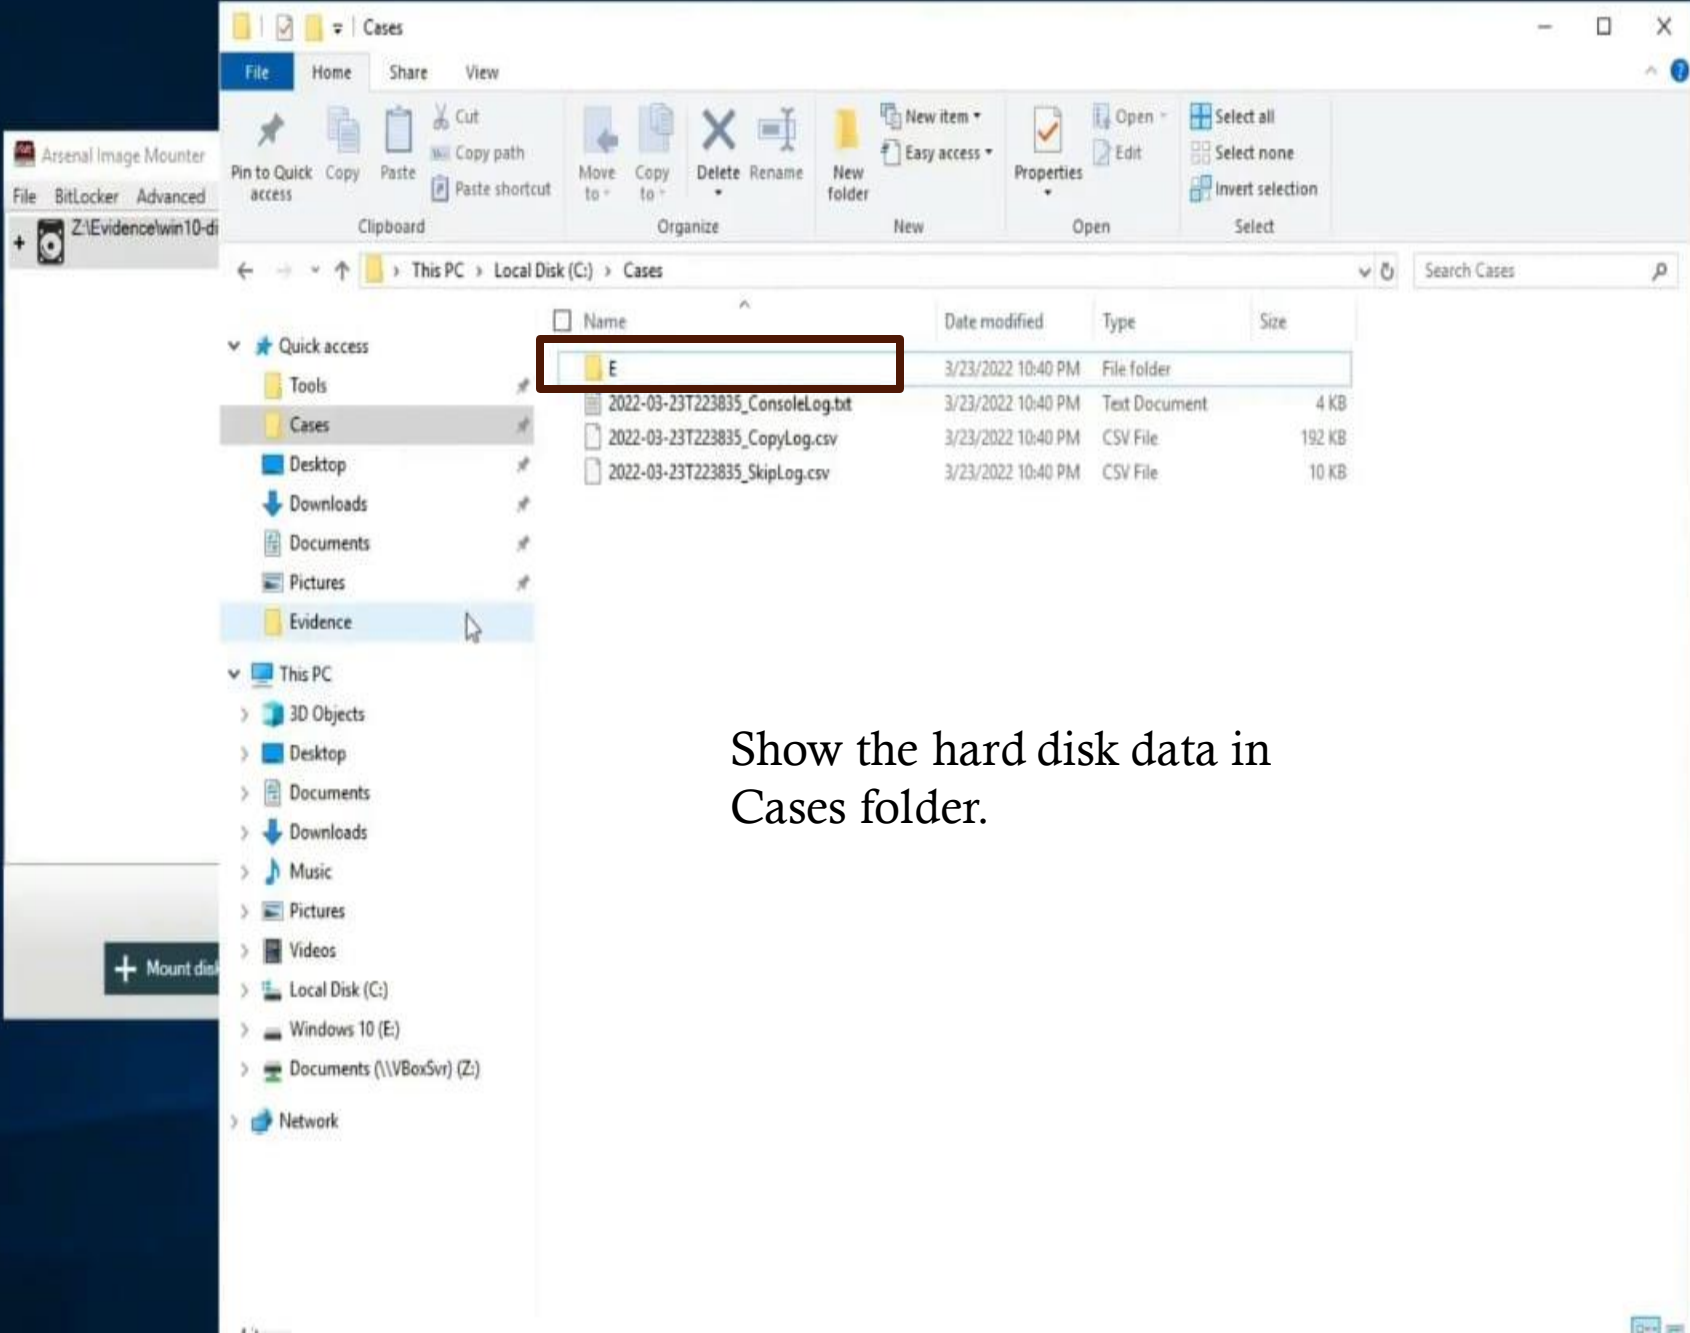 Cases
File Home Share View
Pin to Quick access
Copy
Paste
Cut
Copy path
Paste shortcut
Clipboard
Move to
Copy to
Delete
Rename
Organize
New folder
New item
Easy access
New
Properties
Open
Edit
Open
Select all
Select none
Invert selection
Select
Arsenal Image Mounter
File BitLocker Advanced
Z:\Evidence\win10-di
+ Mount disk
This PC > Local Disk (C:) > Cases
Search Cases
Quick access
Tools
Cases
Desktop
Downloads
Documents
Pictures
Evidence
This PC
3D Objects
Desktop
Documents
Downloads
Music
Pictures
Videos
Local Disk (C:)
Windows 10 (E:)
Documents (\\VBoxSvr) (Z:)
Network
Name Date modified Type Size
E 3/23/2022 10:40 PM File folder
2022-03-23T223835_ConsoleLog.txt 3/23/2022 10:40 PM Text Document 4 KB
2022-03-23T223835_CopyLog.csv 3/23/2022 10:40 PM CSV File 192 KB
2022-03-23T223835_SkipLog.csv 3/23/2022 10:40 PM CSV File 10 KB
Show the hard disk data in
Cases folder.